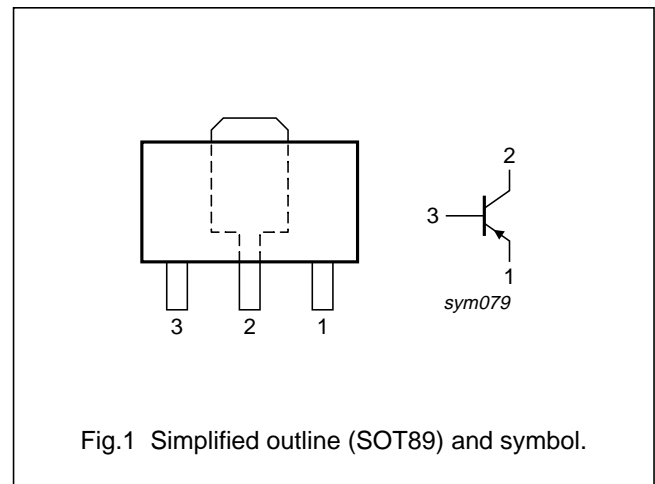 2
3
1
sym079
3 2 1
Fig.1 Simplified outline (SOT89) and symbol.